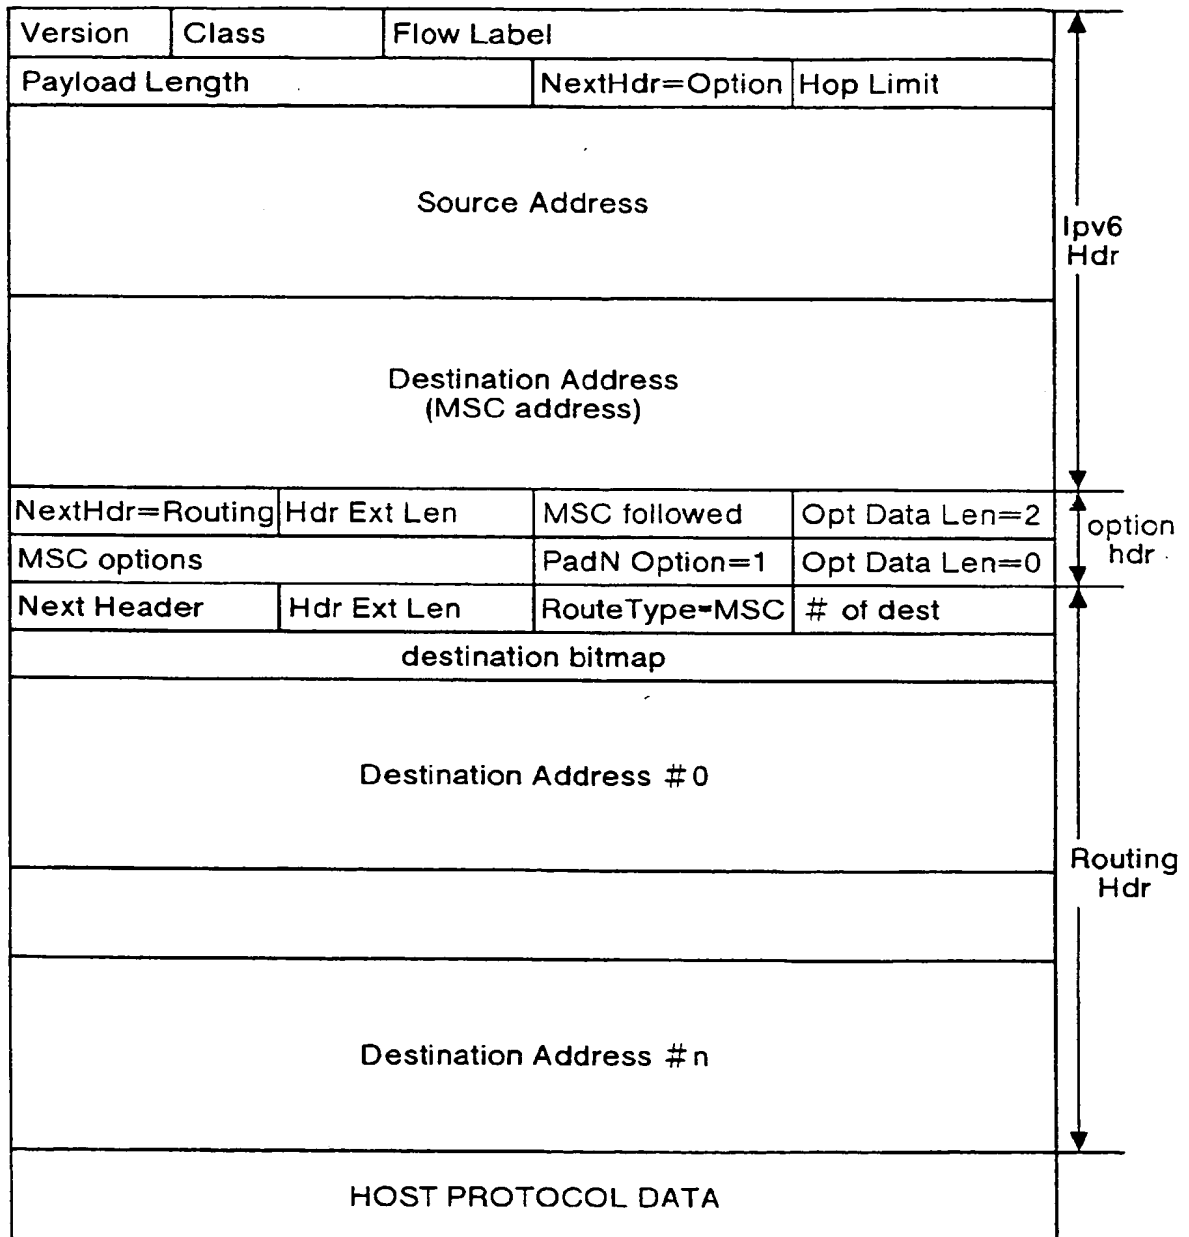 Version Class Flow Label
Payload Length NextHdr=Option Hop Limit
Source Address
Ipv6
Hdr
Destination Address
(MSC address)
NextHdr=Routing Hdr Ext Len MSC followed Opt Data Len=2
option
hdr
MSC options PadN Option=1 Opt Data Len=0
Next Header Hdr Ext Len RouteType=MSC # of dest
destination bitmap
Destination Address #0
Routing
Hdr
Destination Address #n
HOST PROTOCOL DATA